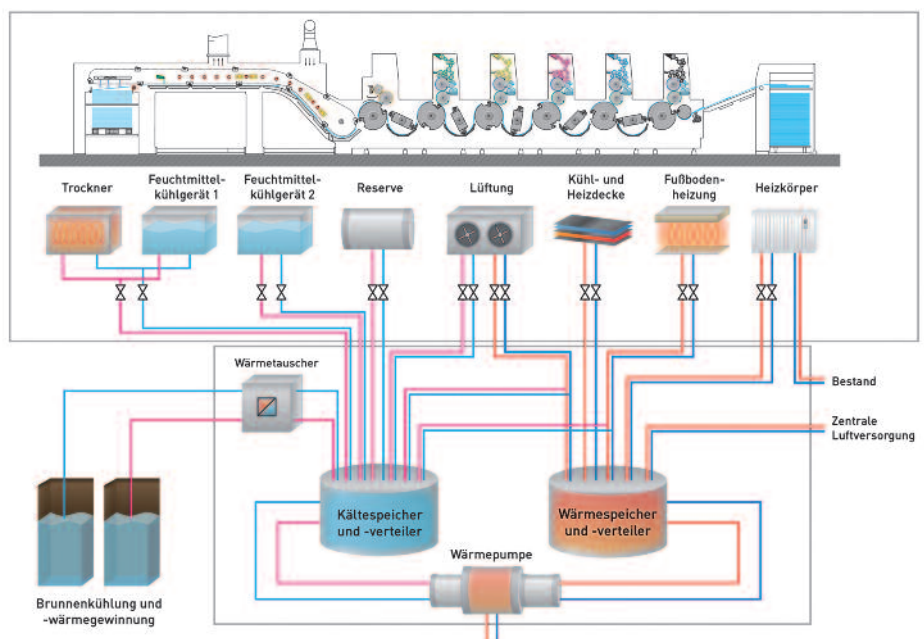 Trockner
Feuchtmittel-
kühlgerät 1
Feuchtmittel-
kühlgerät 2
Reserve
Lüftung
Kühl- und
Heizdecke
Fußboden-
heizung
Heizkörper
Wärmetauscher
Bestand
Zentrale
Luftversorgung
Kältespeicher
und -verteiler
Wärmespeicher
und -verteiler
Wärmepumpe
Brunnenkühlung und
-wärmegewinnung